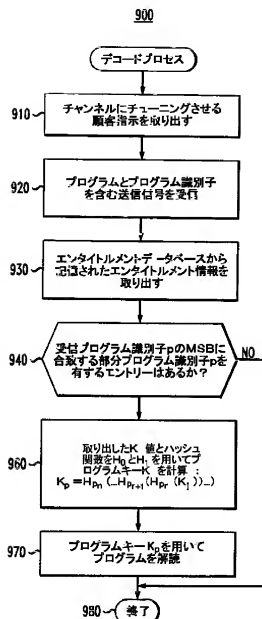 900
デコードプロセス
910
チャンネルにチューニングさせる
顧客指示を取り出す
920
プログラムとプログラム識別子
を含む送信信号を受信
930
エンタイトルメントデータベースから
記憶されたエンタイトルメント情報を
取り出す
940
受信プログラム識別子pのMSBに
合致する部分プログラム識別子pを
有するエントリーはあるか?
NO
960
取り出したK 値とハッシュ
関数をH₀とH₁を用いてプ
ログラムキーK を計算 :
Kₚ=Hₚₙ(…Hₚᵣ₊₁(Hₚᵣ(K_I))…)
970
プログラムキーKₚを用いて
プログラムを解読
980
終了